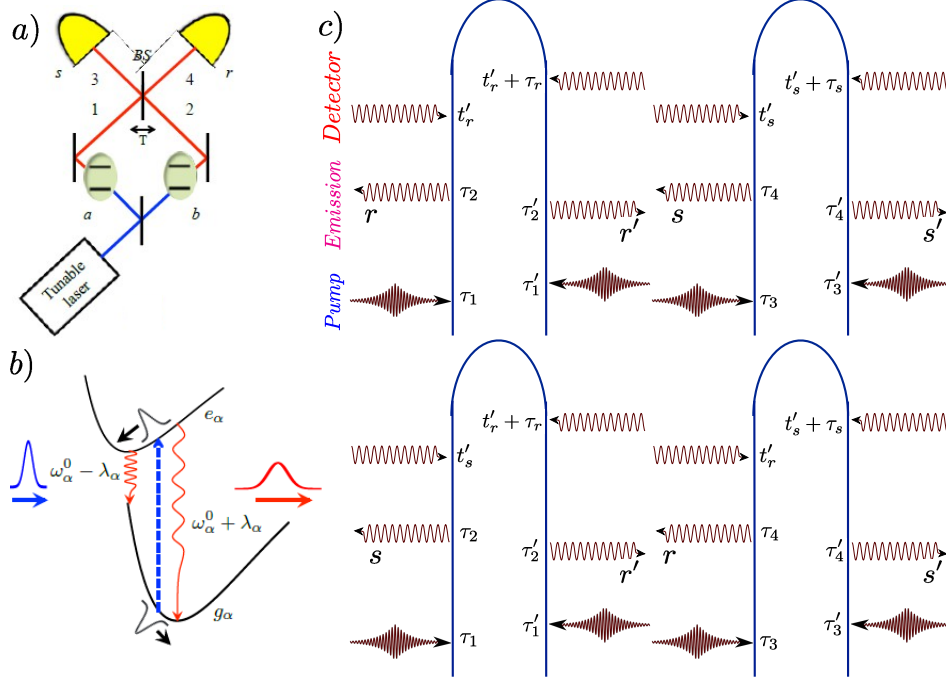 a)
s
BS
r
3
4
1
2
T
a
b
Tunable
laser
b)
e_α
ω_α^0 − λ_α
ω_α^0 + λ_α
g_α
c)
Detector
Emission
Pump
t'_r + τ_r
t'_r
τ_2
r
τ'_2
r'
τ_1
τ'_1
t'_s + τ_s
t'_s
τ_4
s
τ'_4
s'
τ_3
τ'_3
t'_r + τ_r
t'_s
τ_2
s
τ'_2
r'
τ_1
τ'_1
t'_s + τ_s
t'_r
τ_4
r
τ'_4
s'
τ_3
τ'_3